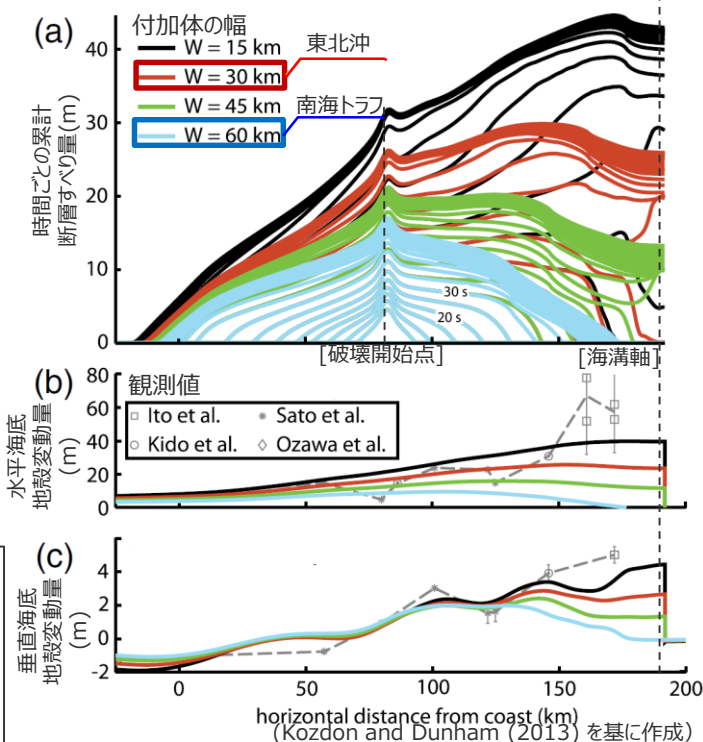 (a)
付加体の幅
W = 15 km
W = 30 km
W = 45 km
W = 60 km
東北沖
南海トラフ
時間ごとの累計
断層すべり量(m)
40
30
20
10
0
30 s
20 s
[破壊開始点]
[海溝軸]
(b)
観測値
Ito et al.
Sato et al.
Kido et al.
Ozawa et al.
水平海底
地殻変動量
(m)
80
60
40
20
0
(c)
垂直海底
地殻変動量
(m)
4
2
0
-2
0 50 100 150 200
horizontal distance from coast (km)
(Kozdon and Dunham (2013) を基に作成)